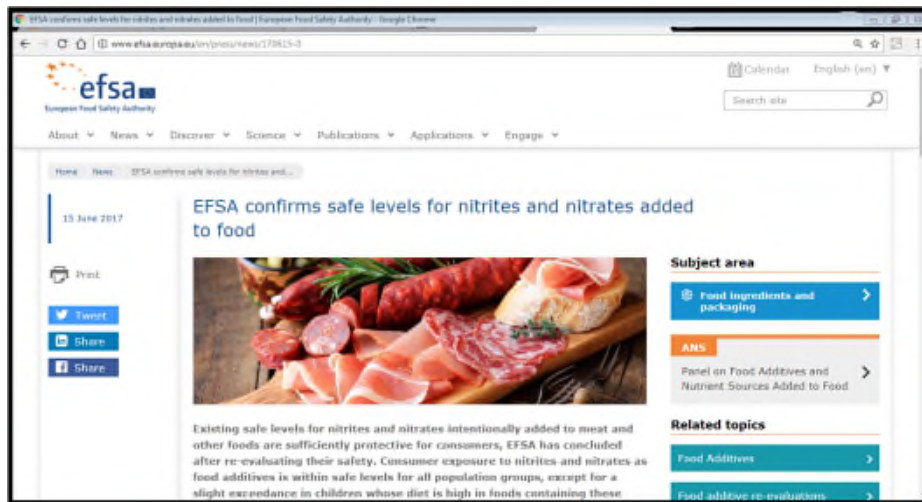 EFSA confirms safe levels for nitrites and nitrates added to food | European Food Safety Authority - Google Chrome
www.efsa.europa.eu/en/press/news/170615-0
efsa
European Food Safety Authority
Calendar English (en)
Search site
About News Discover Science Publications Applications Engage
Home News EFSA confirms safe levels for nitrites and...
15 June 2017
EFSA confirms safe levels for nitrites and nitrates added
to food
Print
Tweet
Share
Share
Subject area
Food ingredients and
packaging
ANS
Panel on Food Additives and
Nutrient Sources Added to Food
Related topics
Food Additives
Food additive re-evaluations
Existing safe levels for nitrites and nitrates intentionally added to meat and
other foods are sufficiently protective for consumers, EFSA has concluded
after re-evaluating their safety. Consumer exposure to nitrites and nitrates as
food additives is within safe levels for all population groups, except for a
slight exceedance in children whose diet is high in foods containing these